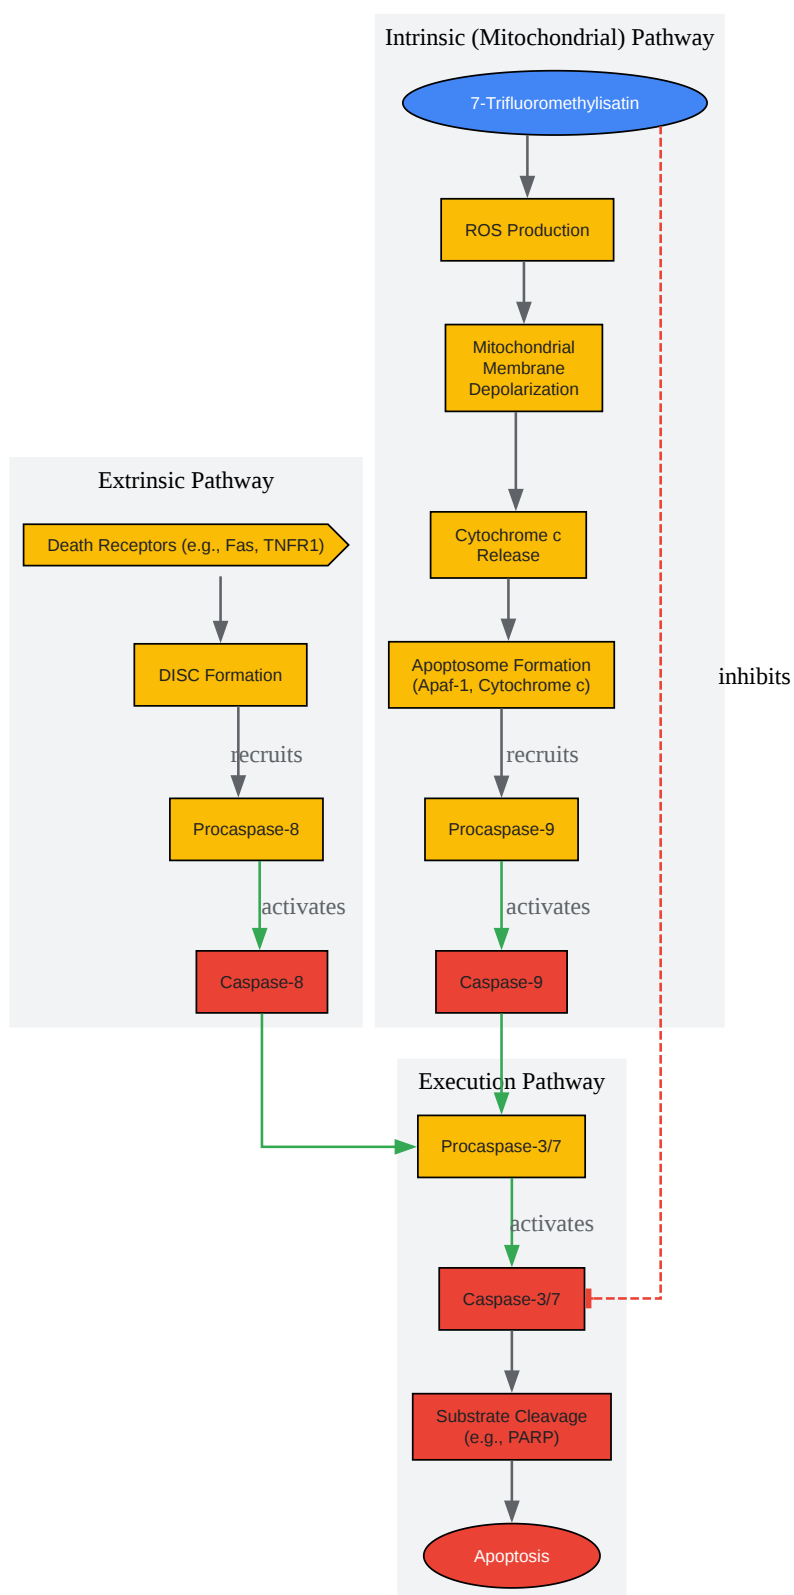 Intrinsic (Mitochondrial) Pathway
7-Trifluoromethylisatin
ROS Production
Mitochondrial
Membrane
Depolarization
Cytochrome c
Release
Apoptosome Formation
(Apaf-1, Cytochrome c)
recruits
Procaspase-9
activates
Caspase-9
inhibits
Extrinsic Pathway
Death Receptors (e.g., Fas, TNFR1)
DISC Formation
recruits
Procaspase-8
activates
Caspase-8
Execution Pathway
Procaspase-3/7
activates
Caspase-3/7
Substrate Cleavage
(e.g., PARP)
Apoptosis